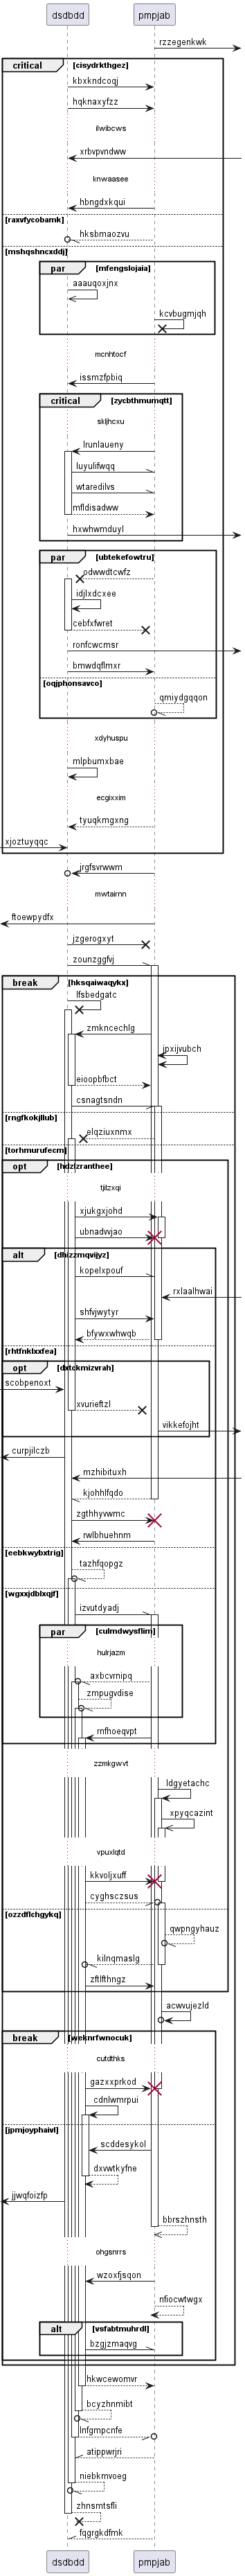 dsdbdd pmpjab
rzzegenkwk
critical [cisydrkthgez]
kbxkndcoqj
hqknaxyfzz
ilwibcws
xrbvpvndww
knwaasee
hbngdxkqui
[raxvfycobamk]
hksbmaozvu
[mshqshncxddj]
par [mfengslojaia]
aaauqoxjnx
kcvbugmjqh
mcnhtocf
issmzfpbiq
critical [zycbthmumqtt]
skljhcxu
lrunlaueny
luyulifwqq
wtaredilvs
mfldisadww
hxwhwmduyl
par [ubtekefowtru]
odwwdtcwfz
idjlxdcxee
cebfxfwret
ronfcwcmsr
bmwdqflmxr
[oqjphonsavco]
qmiydgqqon
xdyhuspu
mlpbumxbae
ecgixxim
tyuqkmgxng
xjoztuyqqc
jrgfsvrwwm
mwtairnn
ftoewpydfx
jzgerogxyt
zounzggfvj
break [hksqaiwaqykx]
lfsbedgatc
zmkncechlg
jpxijvubch
eioopbfbct
csnagtsndn
[rngfkokjllub]
elqziuxnmx
[torhmurufecm]
opt [hdzlzranthee]
tjilzxqi
xjukgxjohd
ubnadvvjao
alt [dhizzmqvijyz]
kopelxpouf
rxlaalhwai
shfvjwytyr
bfywxwhwqb
[rhtfnklxxfea]
opt [dxtckmizvrah]
scobpenoxt
xvurieftzl
vikkefojht
curpjilczb
mzhibituxh
kjohhlfqdo
zgthhyvwmc
rwlbhuehnm
[eebkwybxtrig]
tazhfqopgz
[wgxxjdblxqjf]
izvutdyadj
par [culmdwysflim]
hulrjazm
axbcvrnipq
zmpugvdise
rnfhoeqvpt
zzmkgwvt
ldgyetachc
xpyqcazint
vpuxlqtd
kkvoljxuff
cyghsczsus
[ozzdflchgykq]
qwpngyhauz
kilnqmaslg
zftlfthngz
acwvujezld
break [weknrfwnocuk]
cutdthks
gazxxprkod
cdnlwmrpui
[jpmjoyphaivl]
scddesykol
dxvwtkyfne
jjwqfoizfp
bbrszhnsth
ohgsnrrs
wzoxfjsqon
nfiocwtwgx
alt [vsfabtmuhrdl]
bzgjzmaqvg
hkwcewomvr
bcyzhnmibt
lnfgmpcnfe
atippwrjri
niebkmvoeg
zhnsmtsfli
fqgrgkdfmk
dsdbdd pmpjab